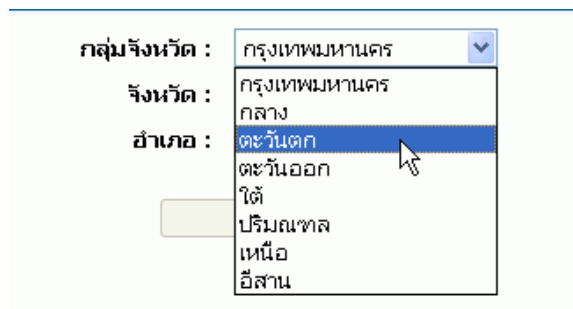 กลุ่มจังหวัด : กรุงเทพมหานคร
จังหวัด : กรุงเทพมหานคร
กลาง
อำเภอ : ตะวันตก
ตะวันออก
ใต้
ปริมณฑล
เหนือ
อีสาน